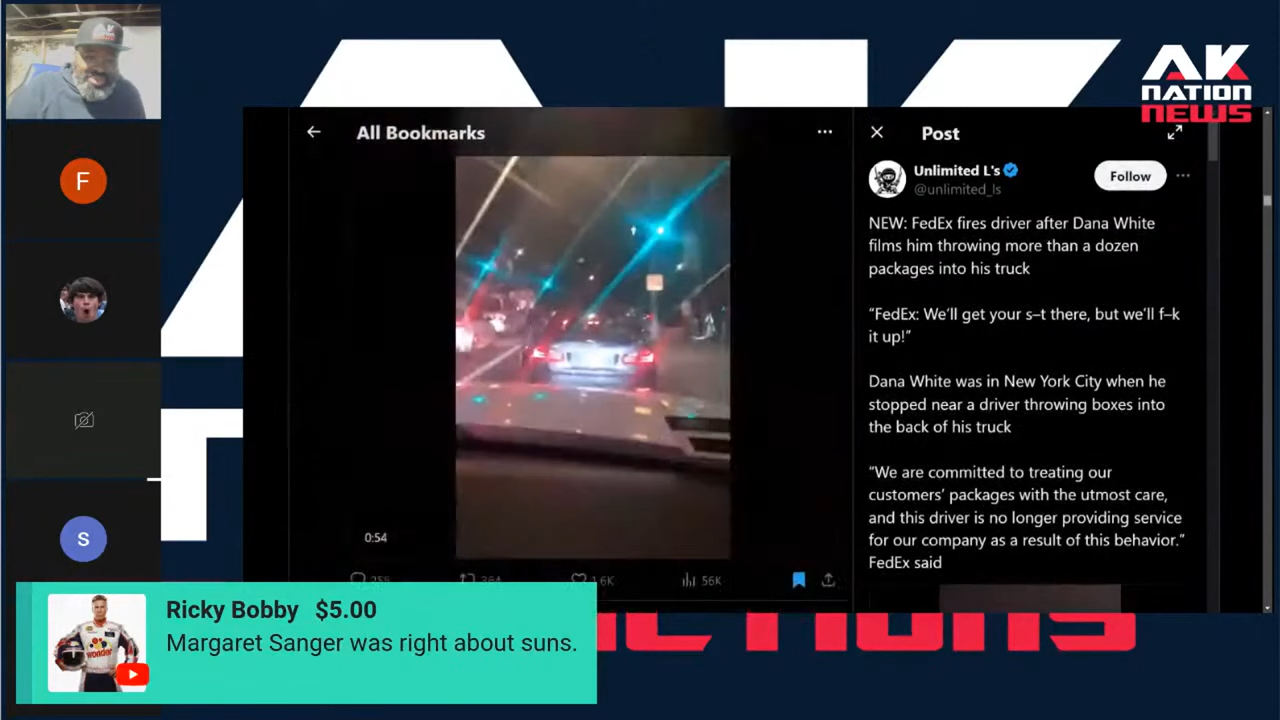 AK
NATION
NEWS
All Bookmarks
Post
Unlimited L's
@unlimited_ls
Follow
NEW: FedEx fires driver after Dana White
films him throwing more than a dozen
packages into his truck
“FedEx: We’ll get your s–t there, but we’ll f–k
it up!”
Dana White was in New York City when he
stopped near a driver throwing boxes into
the back of his truck
“We are committed to treating our
customers’ packages with the utmost care,
and this driver is no longer providing service
for our company as a result of this behavior.”
FedEx said
F
S
0:54
255 364 1.6K 56K
Ricky Bobby $5.00
Margaret Sanger was right about suns.
wonder